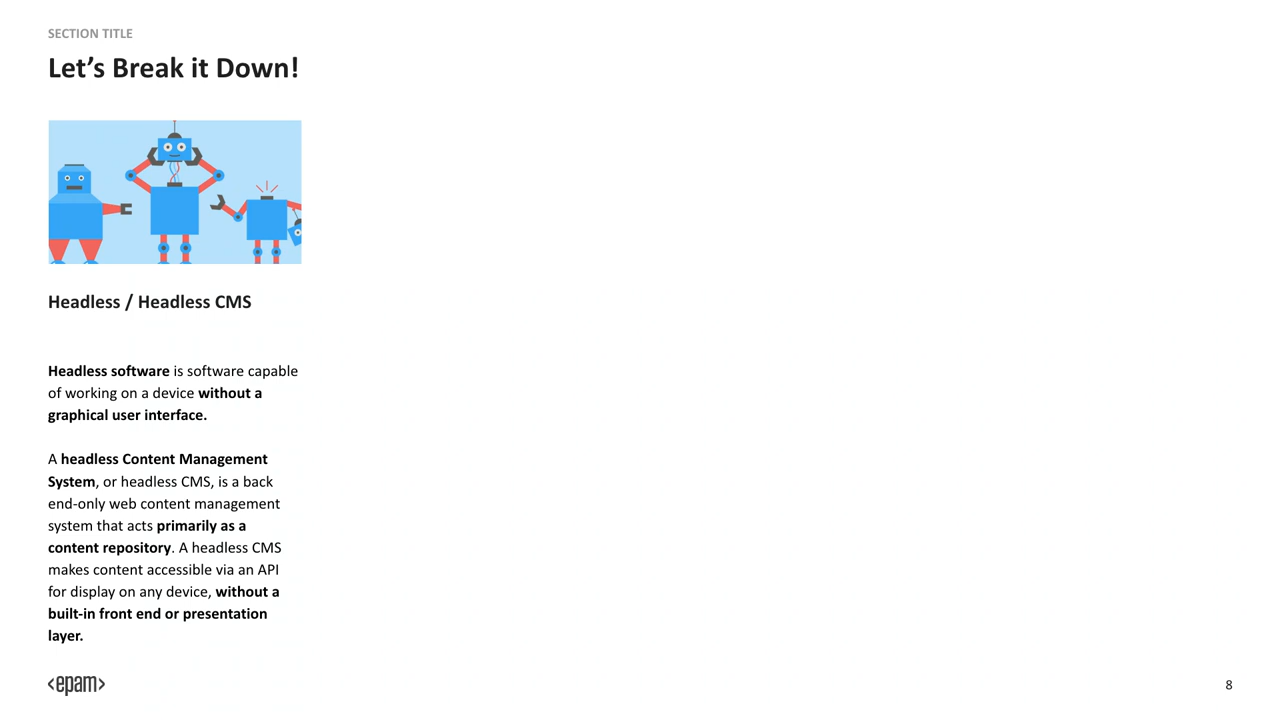 SECTION TITLE
Let’s Break it Down!
Headless / Headless CMS
Headless software is software capable
of working on a device without a
graphical user interface.
A headless Content Management
System, or headless CMS, is a back
end-only web content management
system that acts primarily as a
content repository. A headless CMS
makes content accessible via an API
for display on any device, without a
built-in front end or presentation
layer.
<epam>
8